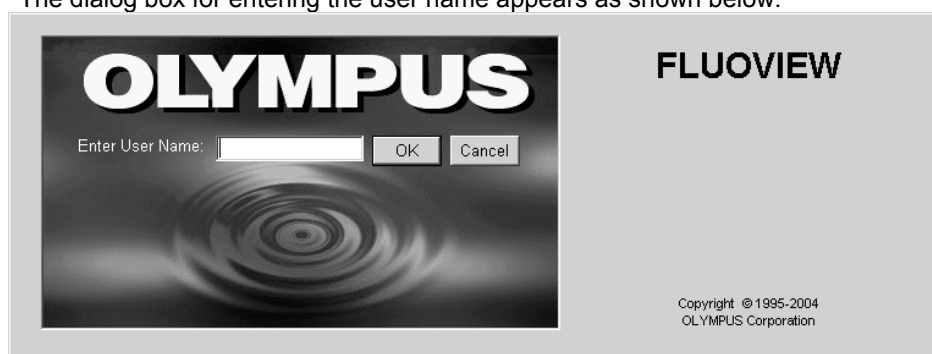 The dialog box for entering the user name appears as shown below.
OLYMPUS
FLUOVIEW
Enter User Name:
OK
Cancel
Copyright © 1995-2004
OLYMPUS Corporation